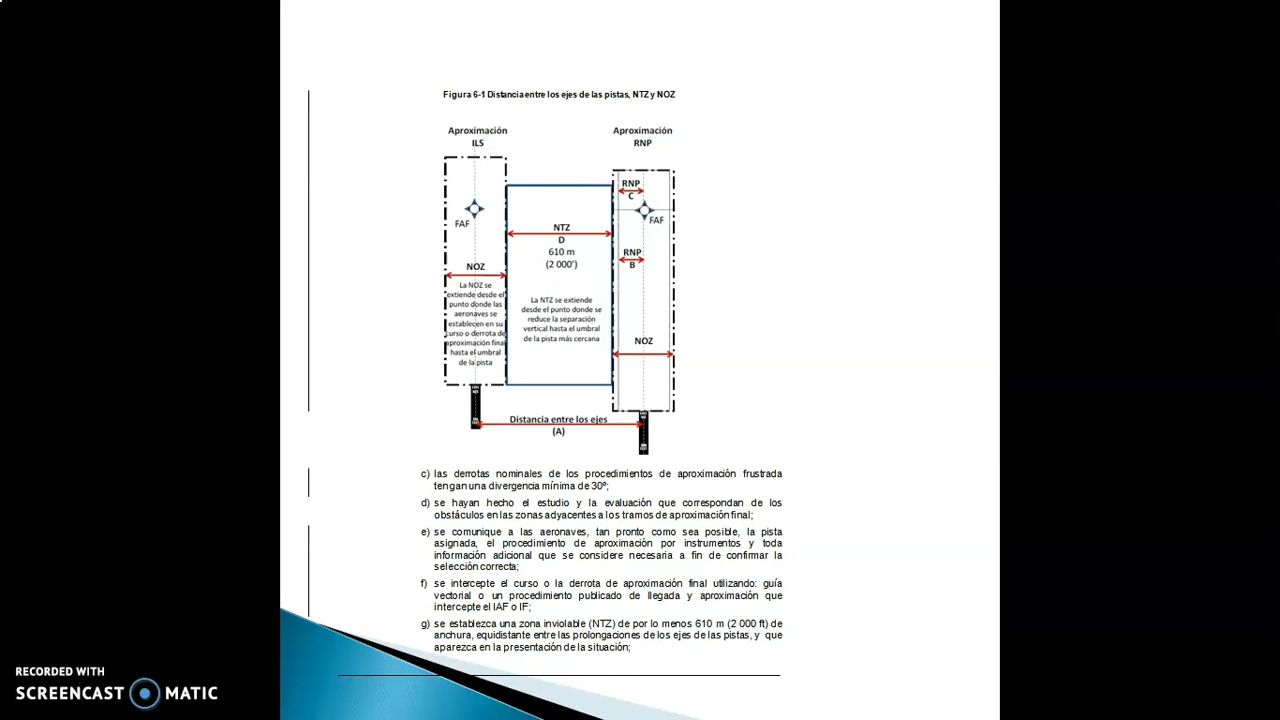 Figura 6-1 Distancia entre los ejes de las pistas, NTZ y NOZ
Aproximación
ILS
Aproximación
RNP
RNP
C
FAF
FAF
NTZ
D
610 m
(2 000')
RNP
B
NOZ
La NOZ se
extiende desde el
punto donde las
aeronaves se
establecen en su
curso o derrota de
aproximación final
hasta el umbral
de la pista
La NTZ se extiende
desde el punto donde se
reduce la separación
vertical hasta el umbral
de la pista más cercana
NOZ
Distancia entre los ejes
(A)
c) las derrotas nominales de los procedimientos de aproximación frustrada
tengan una divergencia mínima de 30º;
d) se hayan hecho el estudio y la evaluación que correspondan de los
obstáculos en las zonas adyacentes a los tramos de aproximación final;
e) se comunique a las aeronaves, tan pronto como sea posible, la pista
asignada, el procedimiento de aproximación por instrumentos y toda
información adicional que se considere necesaria a fin de confirmar la
selección correcta;
f) se intercepte el curso o la derrota de aproximación final utilizando: guía
vectorial o un procedimiento publicado de llegada y aproximación que
intercepte el IAF o IF;
g) se establezca una zona inviolable (NTZ) de por lo menos 610 m (2 000 ft) de
anchura, equidistante entre las prolongaciones de los ejes de las pistas, y que
aparezca en la presentación de la situación;
RECORDED WITH
SCREENCAST MATIC